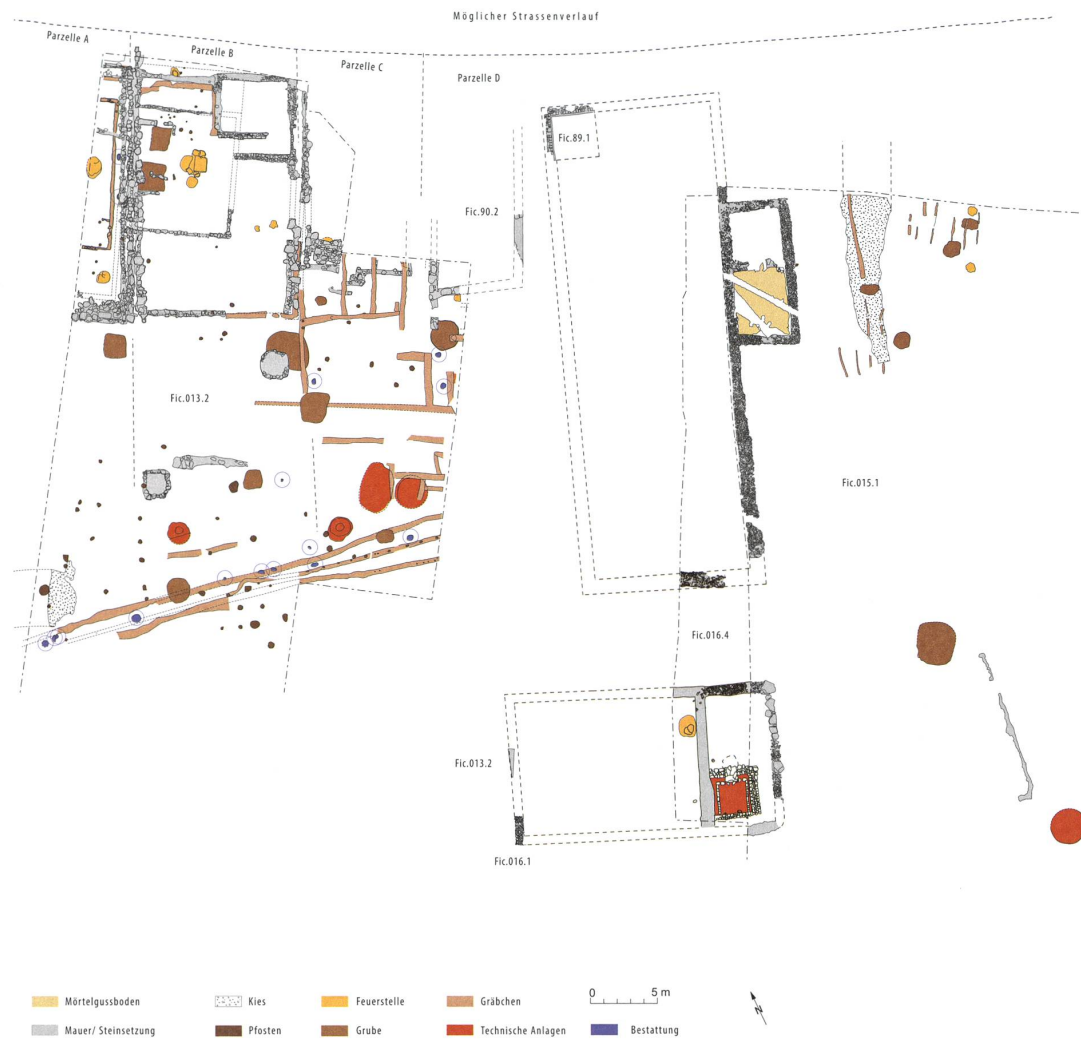 Möglicher Strassenverlauf
Parzelle A
Parzelle B
Parzelle C
Parzelle D
Fic.89.1
Fic.90.2
Fic.013.2
Fic.015.1
Fic.016.4
Fic.013.2
Fic.016.1
Mörtelgussboden
Kies
Feuerstelle
Gräbchen
0 5 m
Mauer/ Steinsetzung
Pfosten
Grube
Technische Anlagen
Bestattung
N